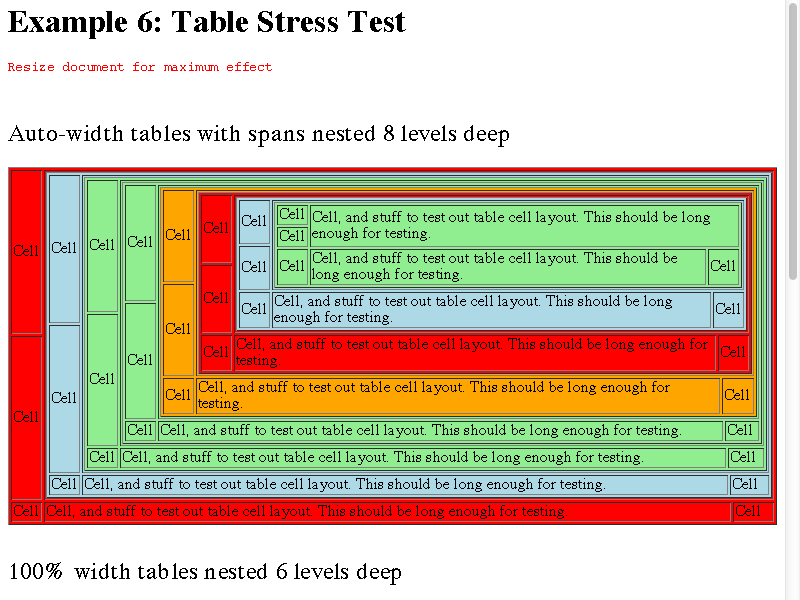 Example 6: Table Stress Test
Resize document for maximum effect
Auto-width tables with spans nested 8 levels deep
Cell
Cell
Cell
Cell
Cell
Cell
Cell
Cell
Cell, and stuff to test out table cell layout. This should be long
enough for testing.
Cell
Cell
Cell
Cell, and stuff to test out table cell layout. This should be
long enough for testing.
Cell
Cell
Cell
Cell, and stuff to test out table cell layout. This should be long
enough for testing.
Cell
Cell
Cell
Cell, and stuff to test out table cell layout. This should be long enough for
testing.
Cell
Cell
Cell
Cell, and stuff to test out table cell layout. This should be long enough for
testing.
Cell
Cell
Cell
Cell, and stuff to test out table cell layout. This should be long enough for testing.
Cell
Cell
Cell
Cell, and stuff to test out table cell layout. This should be long enough for testing.
Cell
Cell
Cell
Cell, and stuff to test out table cell layout. This should be long enough for testing.
Cell
Cell
Cell
Cell, and stuff to test out table cell layout. This should be long enough for testing.
Cell
100% width tables nested 6 levels deep